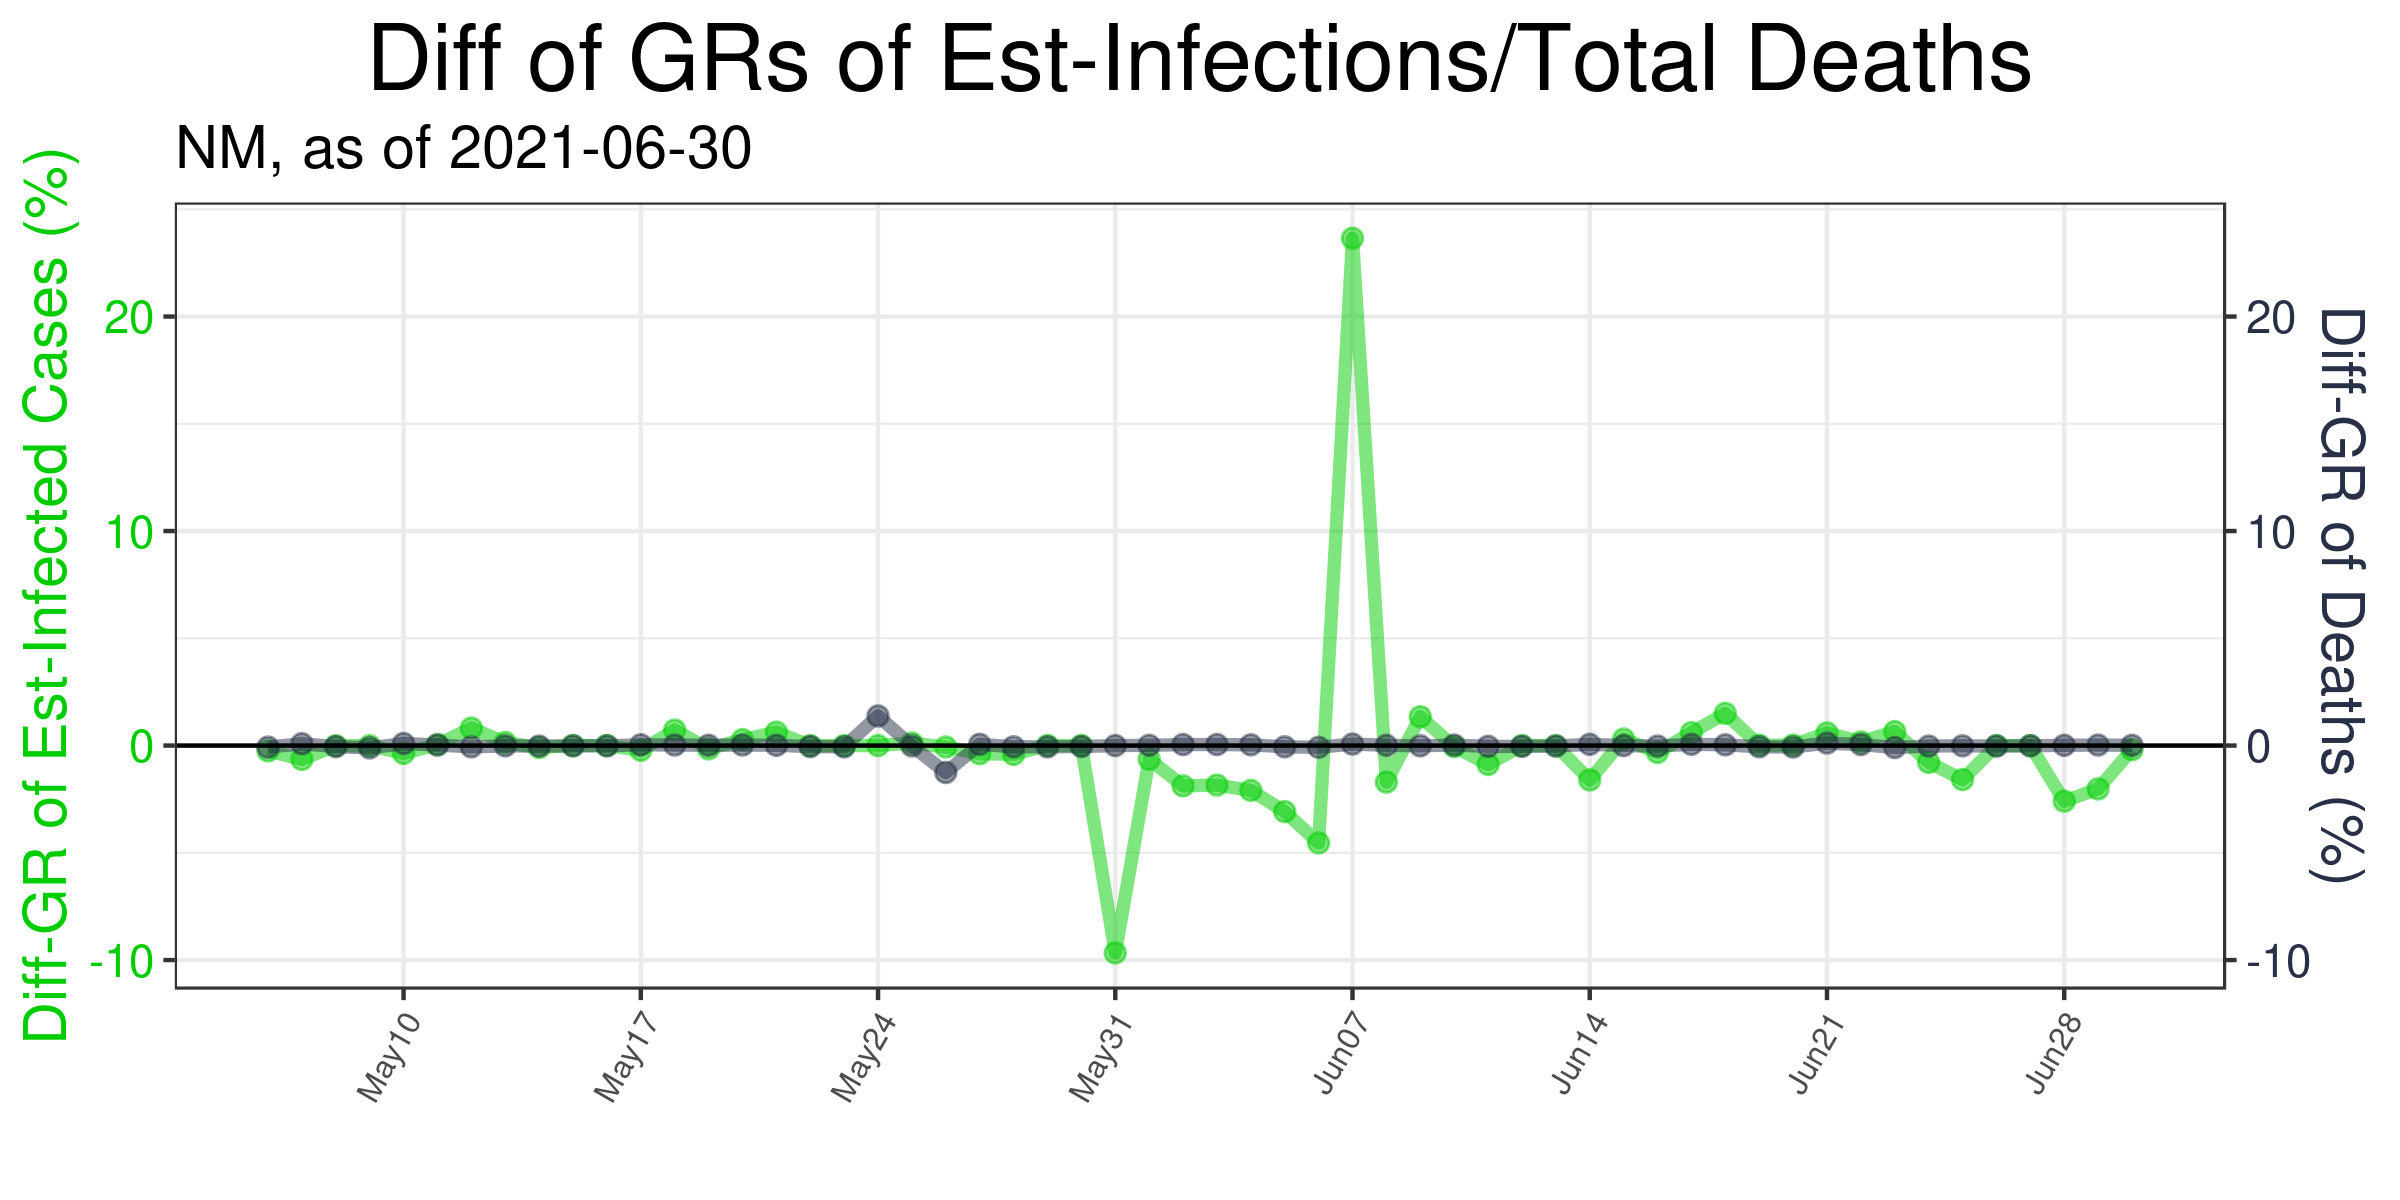 Diff of GRs of Est-Infections/Total Deaths
NM, as of 2021-06-30
Diff-GR of Est-Infected Cases (%)
20
10
0
-10
20
10
0
-10
Diff-GR of Deaths (%)
May10
May17
May24
May31
Jun07
Jun14
Jun21
Jun28